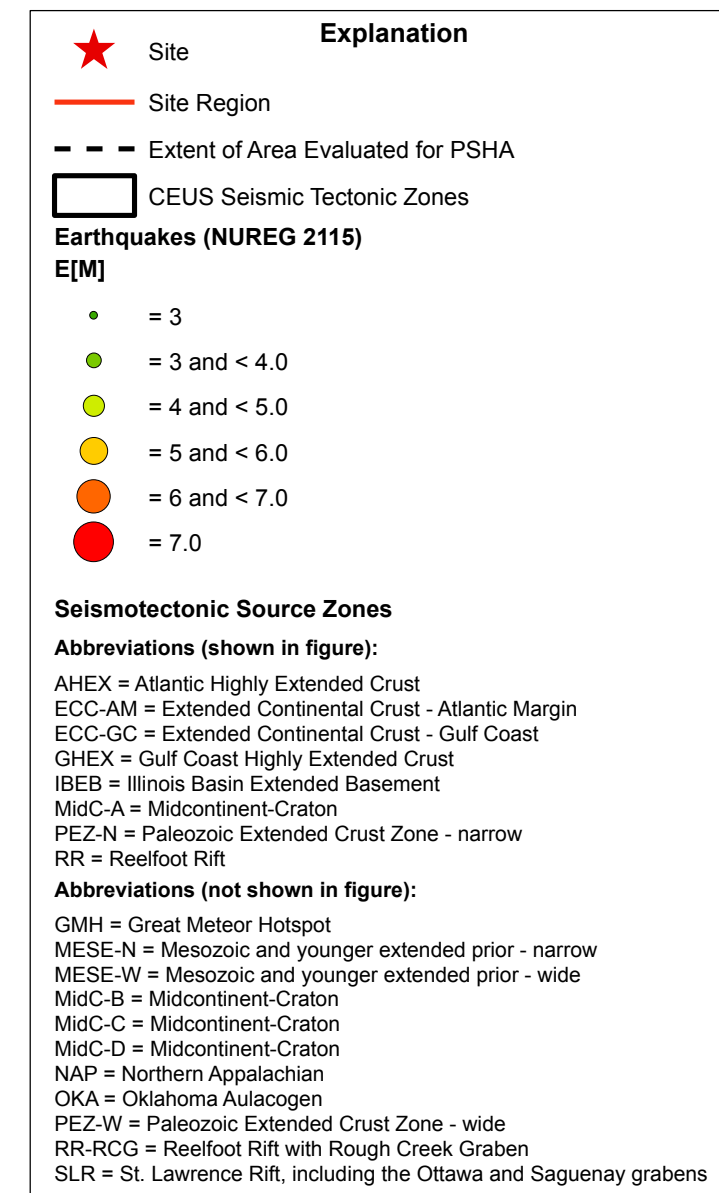 Explanation
Site
Site Region
Extent of Area Evaluated for PSHA
CEUS Seismic Tectonic Zones
Earthquakes (NUREG 2115)
E[M]
= 3
= 3 and < 4.0
= 4 and < 5.0
= 5 and < 6.0
= 6 and < 7.0
= 7.0
Seismotectonic Source Zones
Abbreviations (shown in figure):
AHEX = Atlantic Highly Extended Crust
ECC-AM = Extended Continental Crust - Atlantic Margin
ECC-GC = Extended Continental Crust - Gulf Coast
GHEX = Gulf Coast Highly Extended Crust
IBEB = Illinois Basin Extended Basement
MidC-A = Midcontinent-Craton
PEZ-N = Paleozoic Extended Crust Zone - narrow
RR = Reelfoot Rift
Abbreviations (not shown in figure):
GMH = Great Meteor Hotspot
MESE-N = Mesozoic and younger extended prior - narrow
MESE-W = Mesozoic and younger extended prior - wide
MidC-B = Midcontinent-Craton
MidC-C = Midcontinent-Craton
MidC-D = Midcontinent-Craton
NAP = Northern Appalachian
OKA = Oklahoma Aulacogen
PEZ-W = Paleozoic Extended Crust Zone - wide
RR-RCG = Reelfoot Rift with Rough Creek Graben
SLR = St. Lawrence Rift, including the Ottawa and Saguenay grabens